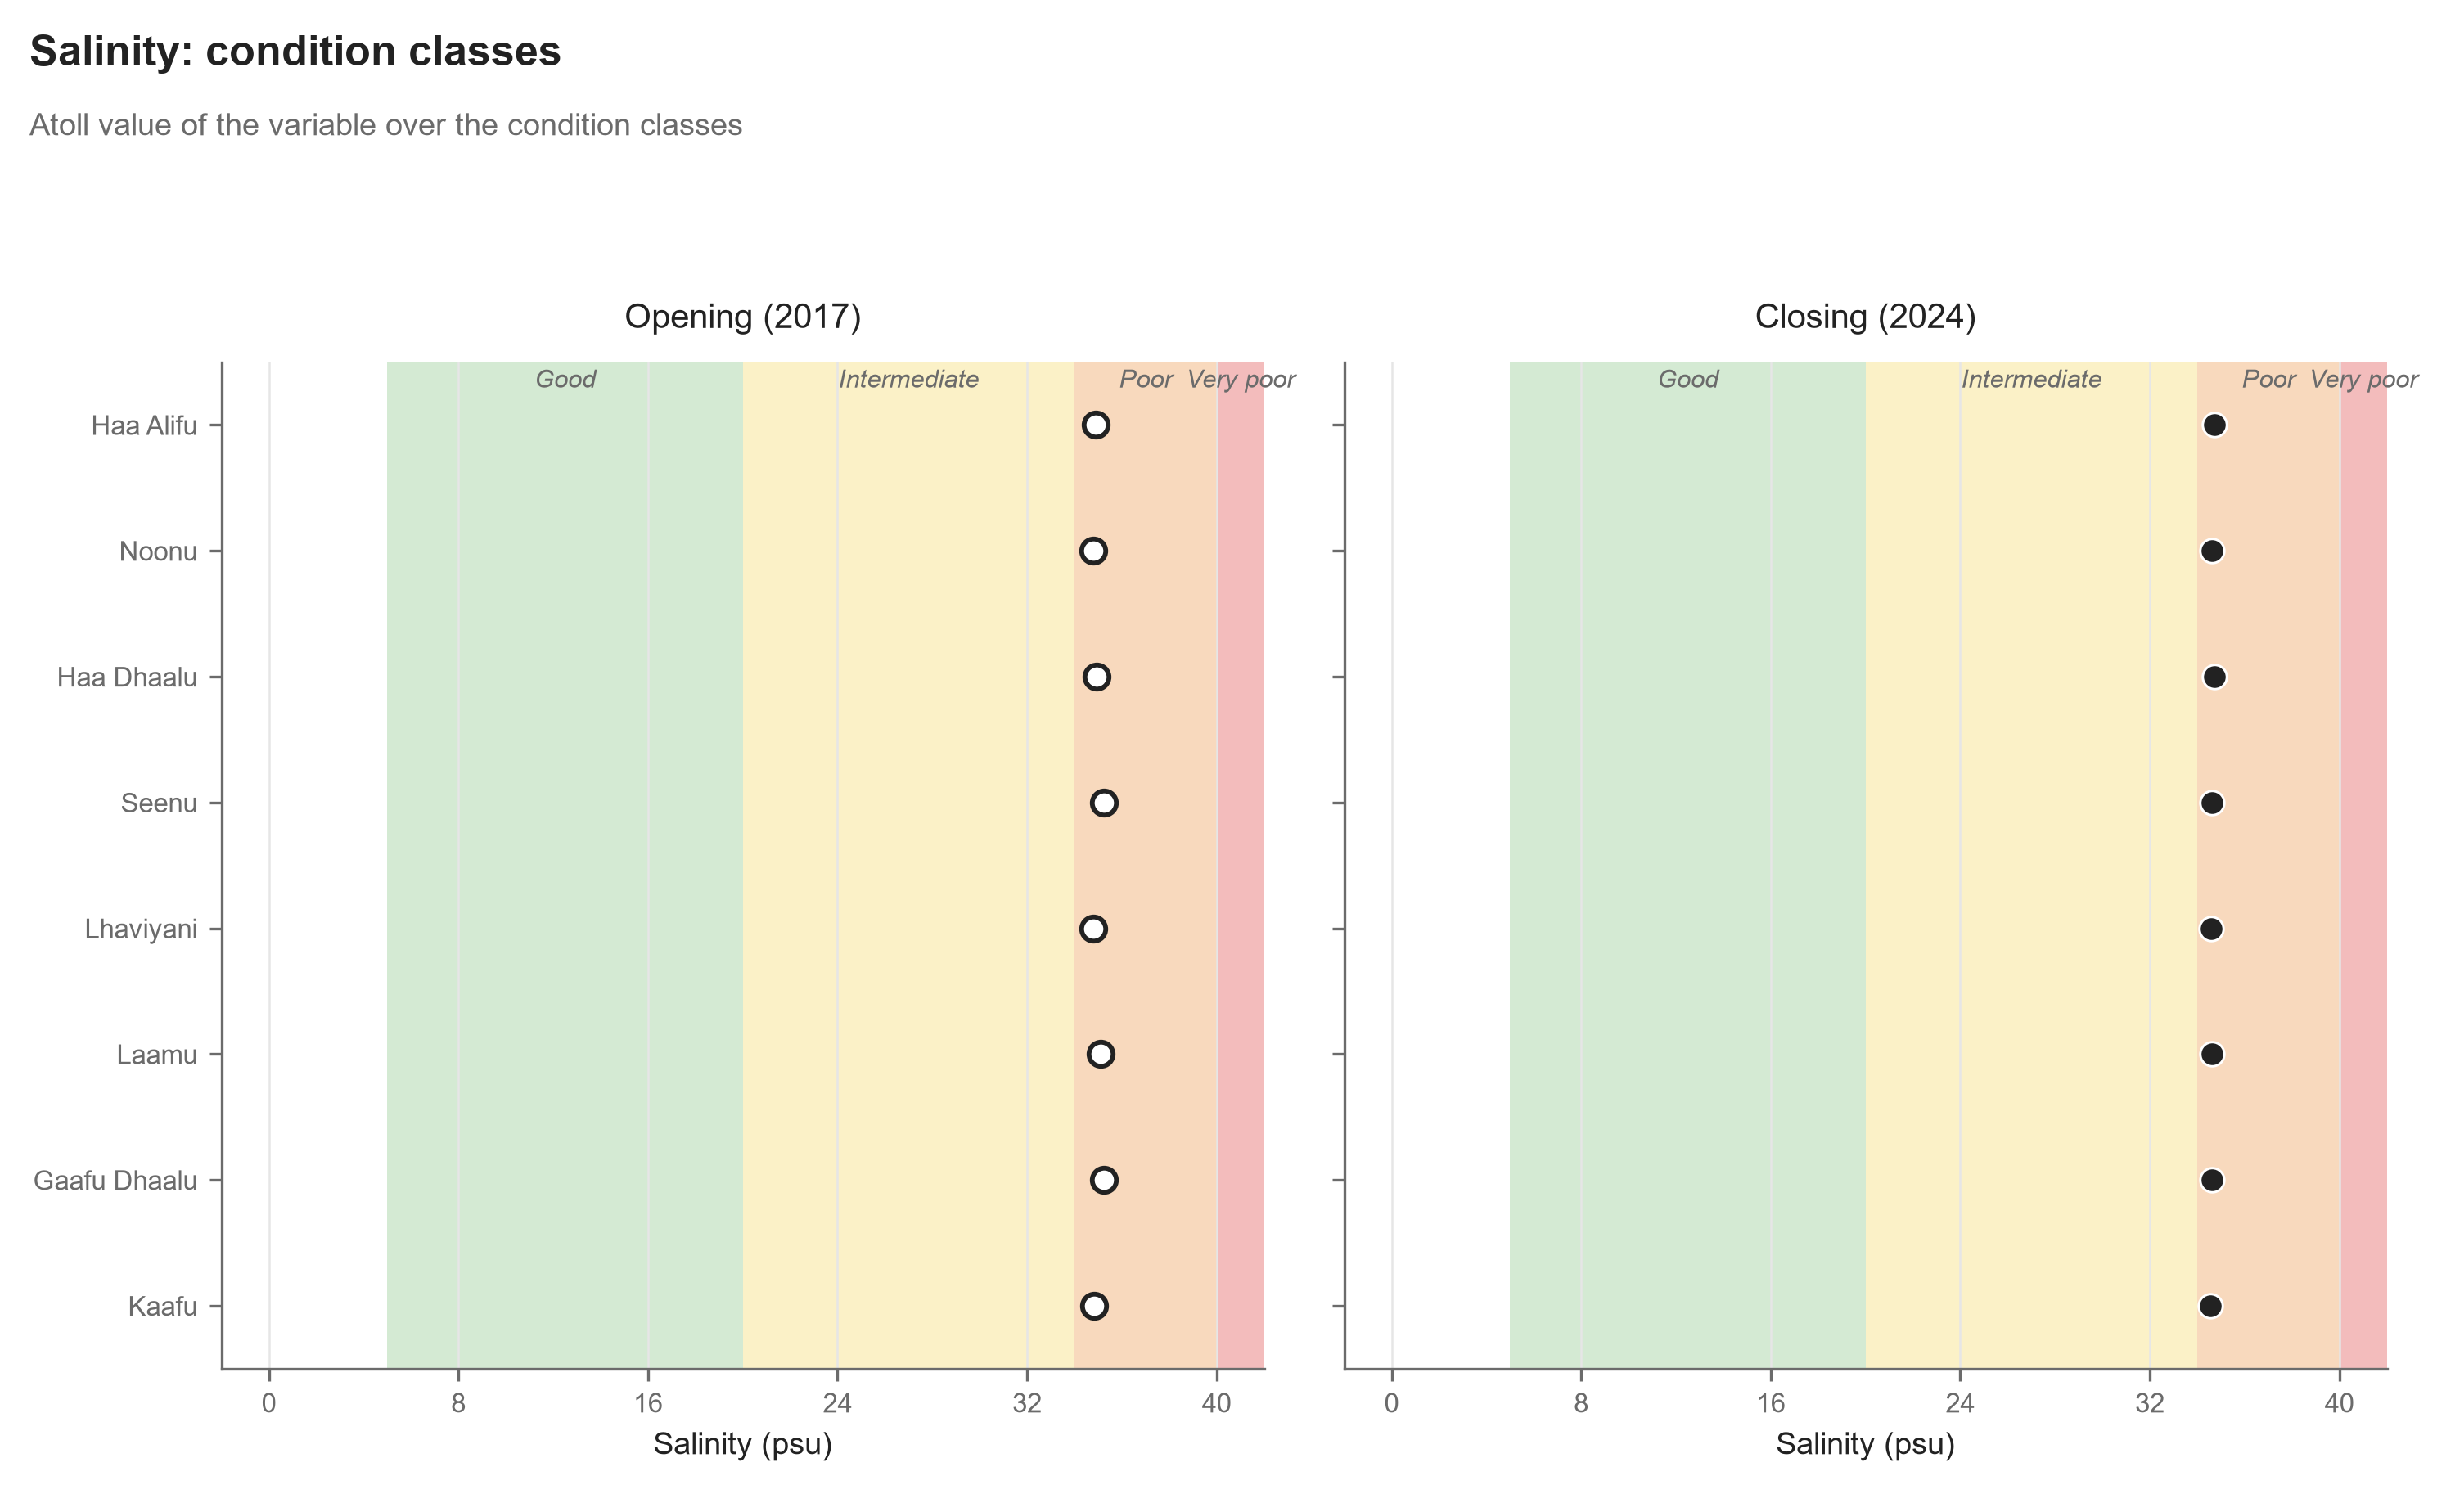 Salinity: condition classes
Atoll value of the variable over the condition classes
Opening (2017)
Closing (2024)
Good Intermediate Poor Very poor
Good Intermediate Poor Very poor
Haa Alifu
Noonu
Haa Dhaalu
Seenu
Lhaviyani
Laamu
Gaafu Dhaalu
Kaafu
0 8 16 24 32 40
0 8 16 24 32 40
Salinity (psu)
Salinity (psu)